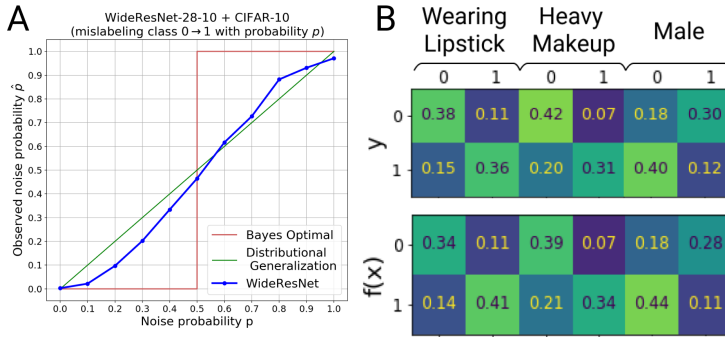 A
WideResNet-28-10 + CIFAR-10
(mislabeling class 0→1 with probability p)
Observed noise probability p̂
1.0
0.9
0.8
0.7
0.6
0.5
0.4
0.3
0.2
0.1
0.0
0.0 0.1 0.2 0.3 0.4 0.5 0.6 0.7 0.8 0.9 1.0
Noise probability p
Bayes Optimal
Distributional
Generalization
WideResNet
B
Wearing Lipstick
Heavy Makeup
Male
0 1 0 1 0 1
y
0 0.38 0.11 0.42 0.07 0.18 0.30
1 0.15 0.36 0.20 0.31 0.40 0.12
f(x)
0 0.34 0.11 0.39 0.07 0.18 0.28
1 0.14 0.41 0.21 0.34 0.44 0.11